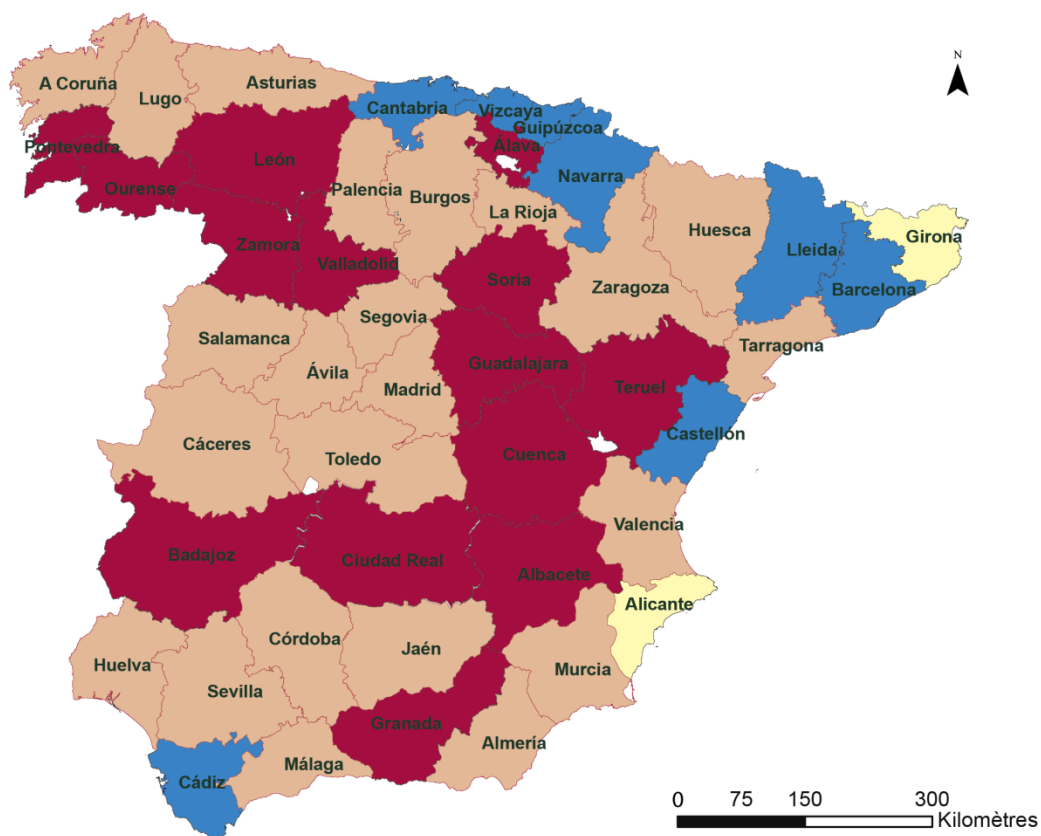 N
A Coruña
Lugo
Asturias
Cantabria
Vizcaya
Guipúzcoa
Pontevedra
Ourense
León
Álava
Palencia
Burgos
Navarra
La Rioja
Huesca
Lleida
Girona
Zamora
Valladolid
Soria
Zaragoza
Barcelona
Salamanca
Segovia
Tarragona
Ávila
Madrid
Guadalajara
Teruel
Cáceres
Toledo
Cuenca
Castellón
Valencia
Badajoz
Ciudad Real
Albacete
Alicante
Huelva
Córdoba
Jaén
Murcia
Sevilla
Granada
Almería
Málaga
Cádiz
0 75 150 300
Kilomètres